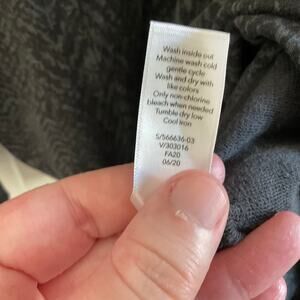 Wash inside out
Machine wash cold
gentle cycle
Wash and dry with
like colors
Only non-chlorine
bleach when needed
Tumble dry low
Cool iron
S/566636-03
V/303016
FA20
06/20